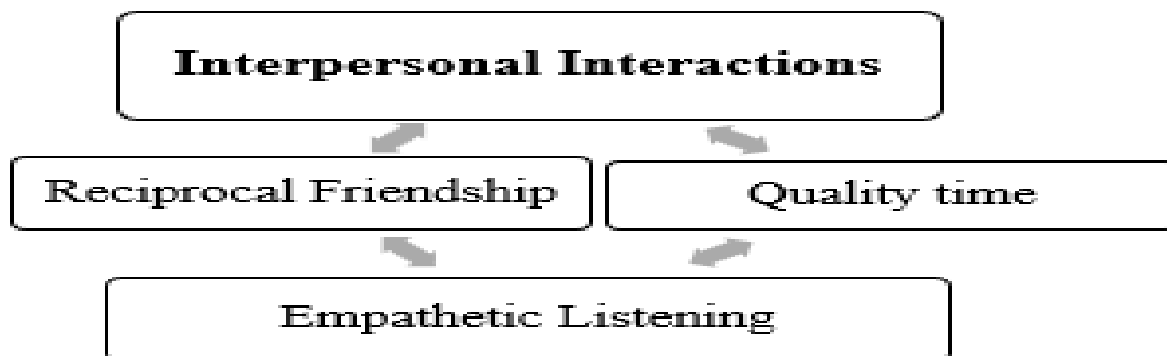 Interpersonal Interactions
Reciprocal Friendship
Quality time
Empathetic Listening